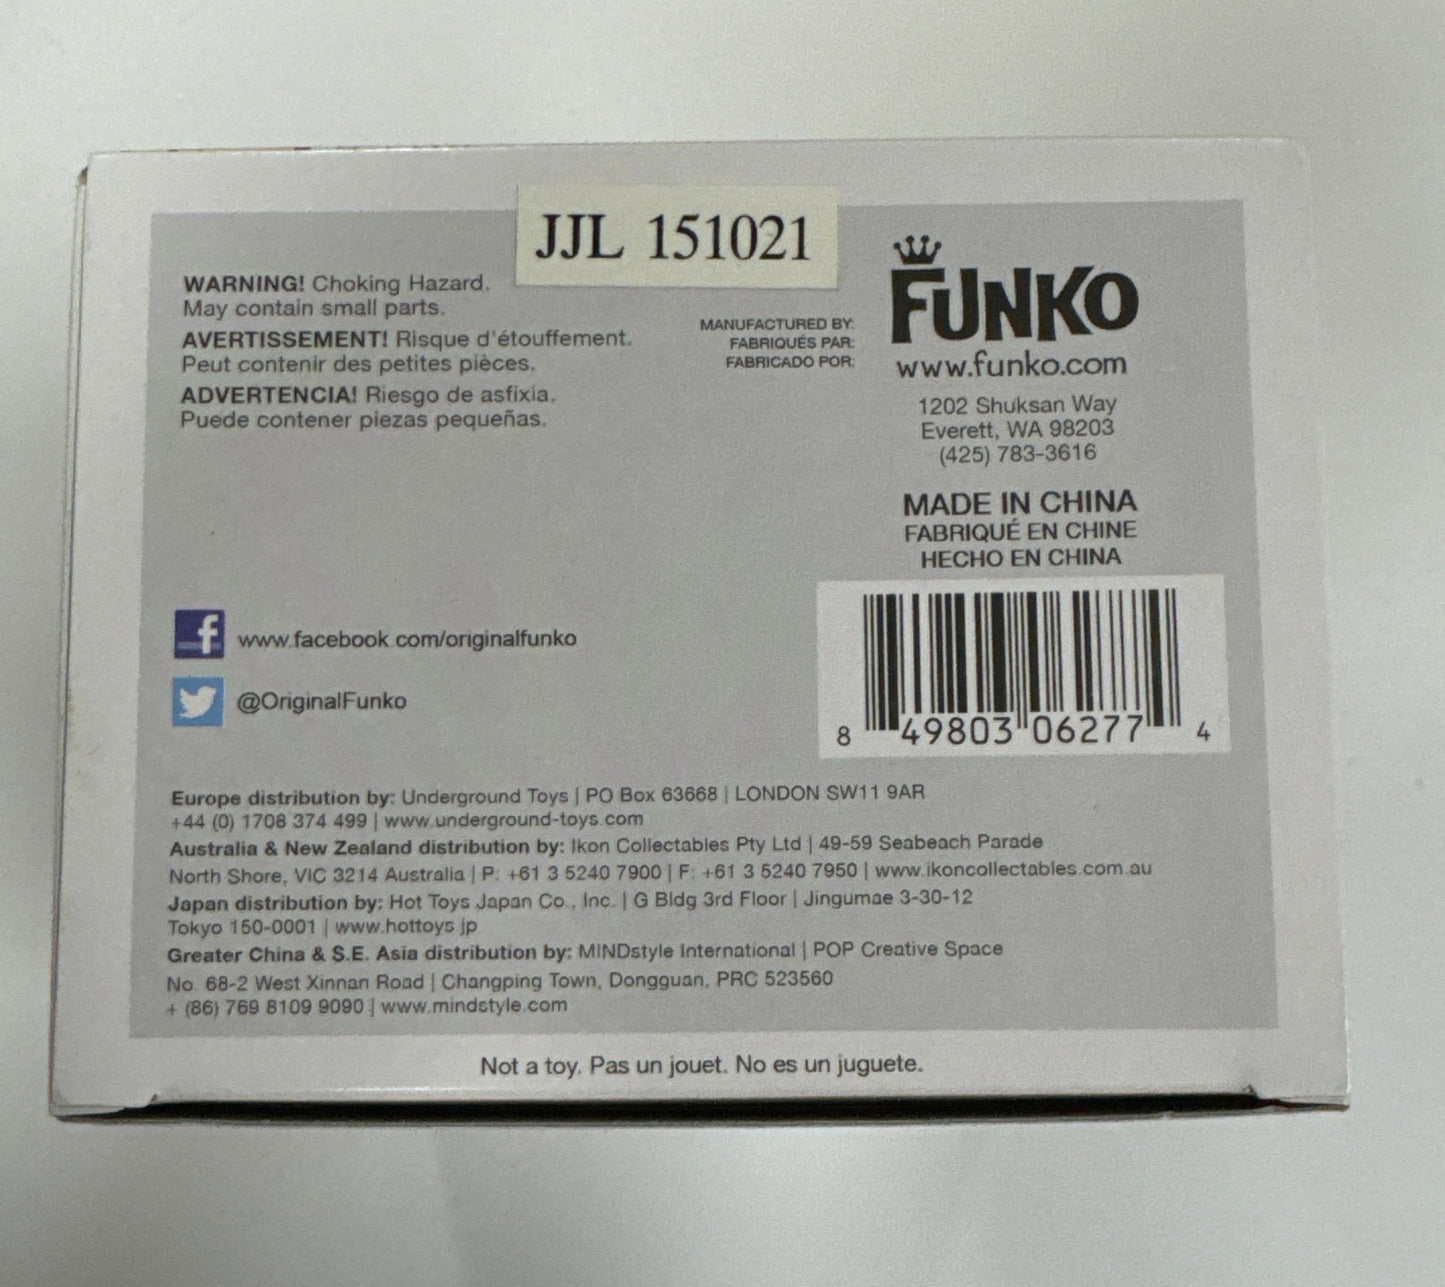 JJL 151021
WARNING! Choking Hazard.
May contain small parts.
AVERTISSEMENT! Risque d'étouffement.
Peut contenir des petites pièces.
ADVERTENCIA! Riesgo de asfixia.
Puede contener piezas pequeñas.
MANUFACTURED BY:
FABRIQUÉS PAR:
FABRICADO POR:
FUNKO
www.funko.com
1202 Shuksan Way
Everett, WA 98203
(425) 783-3616
MADE IN CHINA
FABRIQUÉ EN CHINE
HECHO EN CHINA
8 49803 06277 4
www.facebook.com/originalfunko
@OriginalFunko
Europe distribution by: Underground Toys | PO Box 63668 | LONDON SW11 9AR
+44 (0) 1708 374 499 | www.underground-toys.com
Australia & New Zealand distribution by: Ikon Collectables Pty Ltd | 49-59 Seabeach Parade
North Shore, VIC 3214 Australia | P: +61 3 5240 7900 | F: +61 3 5240 7950 | www.ikoncollectables.com.au
Japan distribution by: Hot Toys Japan Co., Inc. | G Bldg 3rd Floor | Jingumae 3-30-12
Tokyo 150-0001 | www.hottoys.jp
Greater China & S.E. Asia distribution by: MINDstyle International | POP Creative Space
No. 68-2 West Xinnan Road | Changping Town, Dongguan, PRC 523560
+ (86) 769 8109 9090 | www.mindstyle.com
Not a toy. Pas un jouet. No es un juguete.